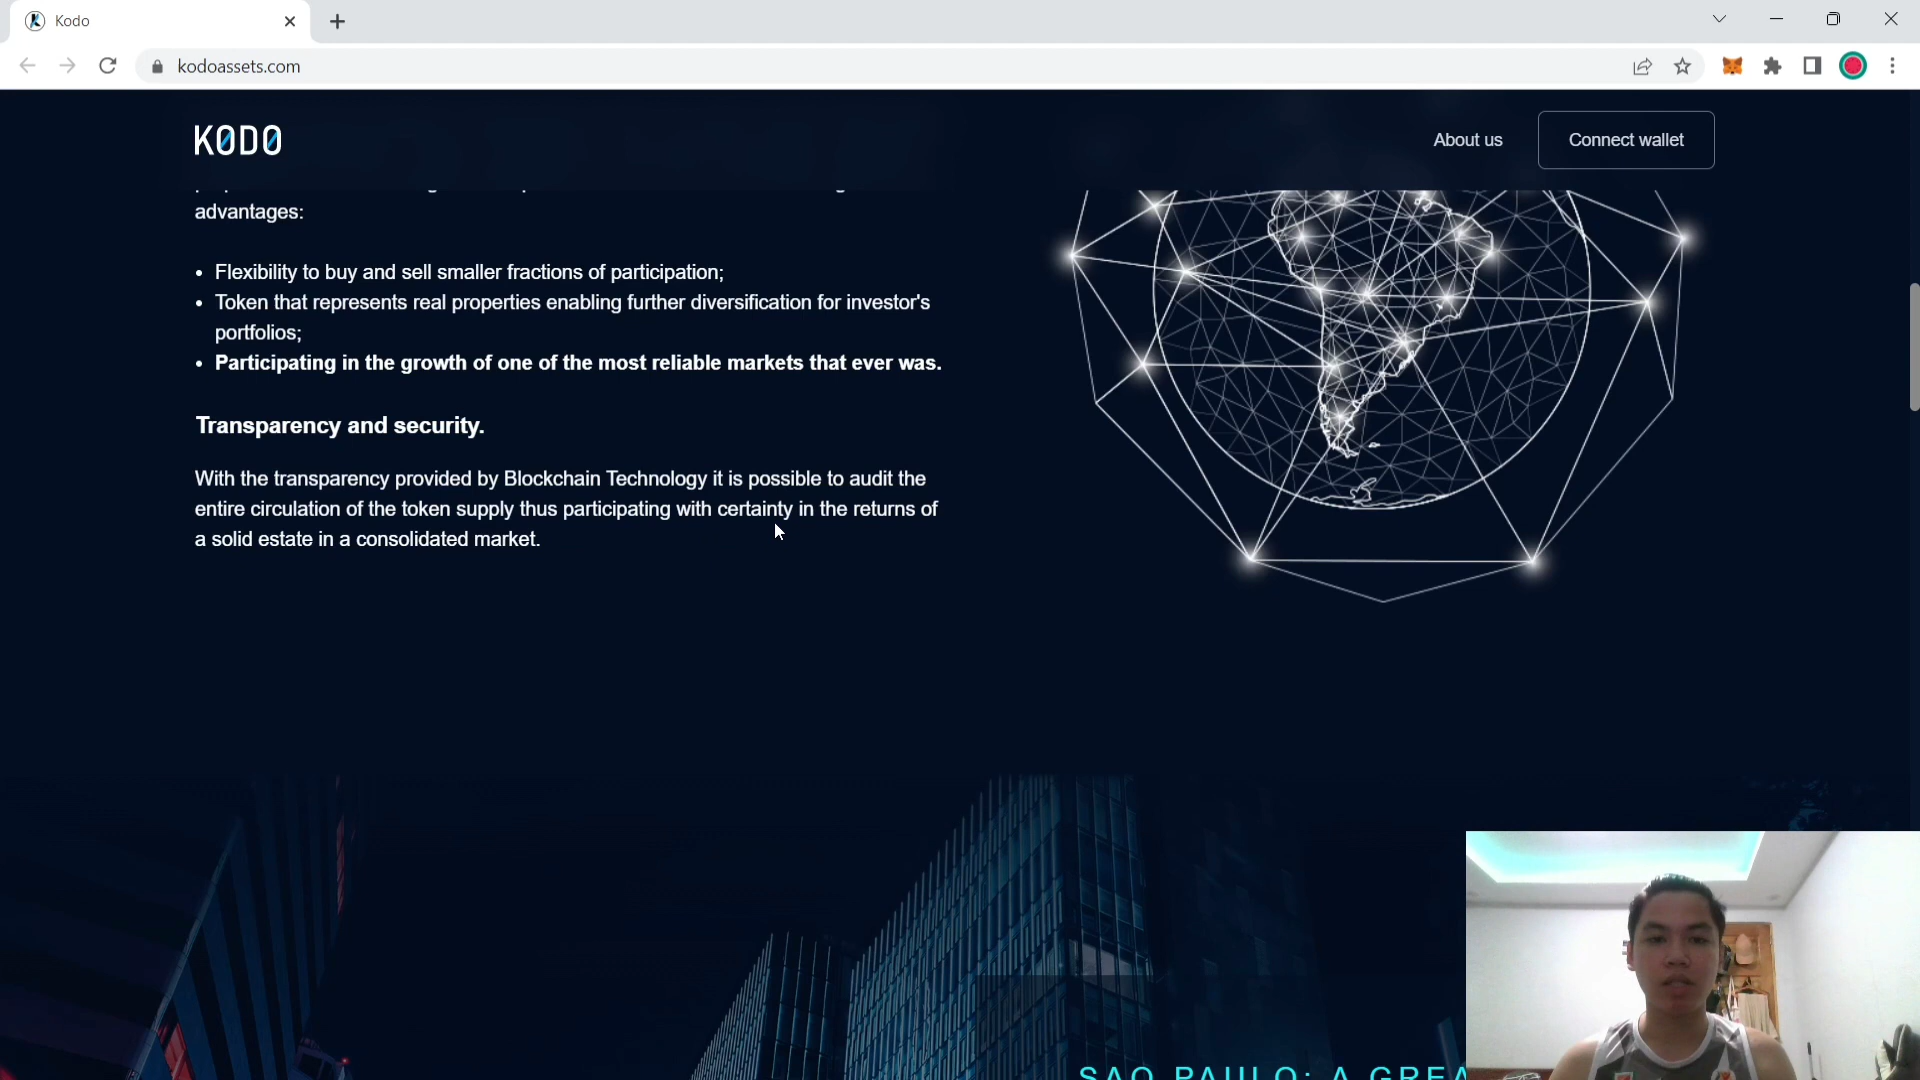 Kodo
kodoassets.com
KODO
About us
Connect wallet
advantages:
• Flexibility to buy and sell smaller fractions of participation;
• Token that represents real properties enabling further diversification for investor's
portfolios;
• Participating in the growth of one of the most reliable markets that ever was.
Transparency and security.
With the transparency provided by Blockchain Technology it is possible to audit the
entire circulation of the token supply thus participating with certainty in the returns of
a solid estate in a consolidated market.
SAO PAULO: A GREA